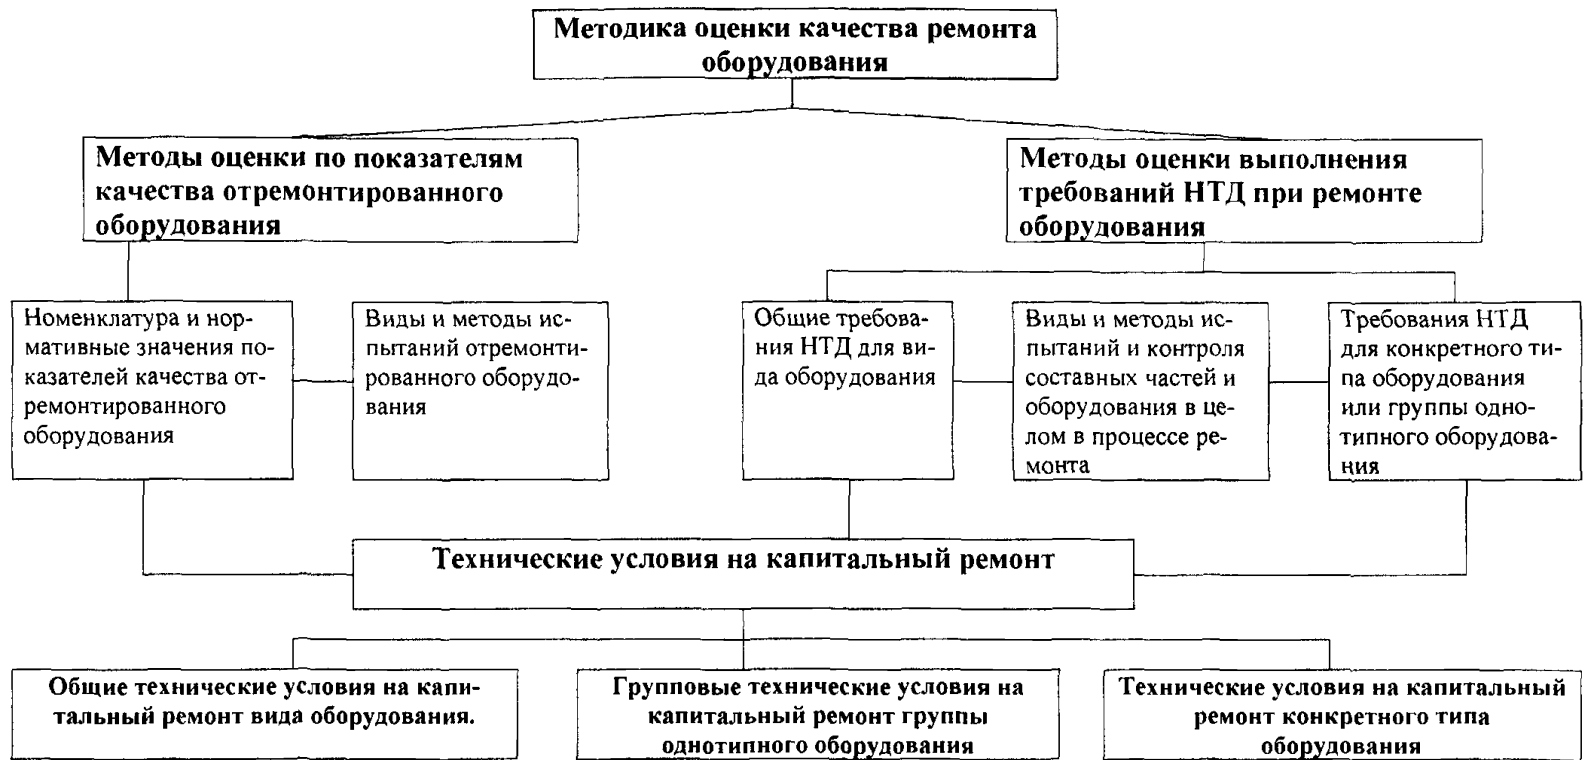 Методика оценки качества ремонта
оборудования
Методы оценки по показателям
качества отремонтированного
оборудования
Методы оценки выполнения
требований НТД при ремонте
оборудования
Номенклатура и нор-
мативные значения по-
казателей качества от-
ремонтированного
оборудования
Виды и методы ис-
пытаний отремонти-
рованного оборудо-
вания
Общие требова-
ния НТД для ви-
да оборудования
Виды и методы ис-
пытаний и контроля
составных частей и
оборудования в це-
лом в процессе ре-
монта
Требования НТД
для конкретного ти-
па оборудования
или группы одно-
типного оборудова-
ния
Технические условия на капитальный ремонт
Общие технические условия на капи-
тальный ремонт вида оборудования.
Групповые технические условия на
капитальный ремонт группы
однотипного оборудования
Технические условия на капитальный
ремонт конкретного типа
оборудования